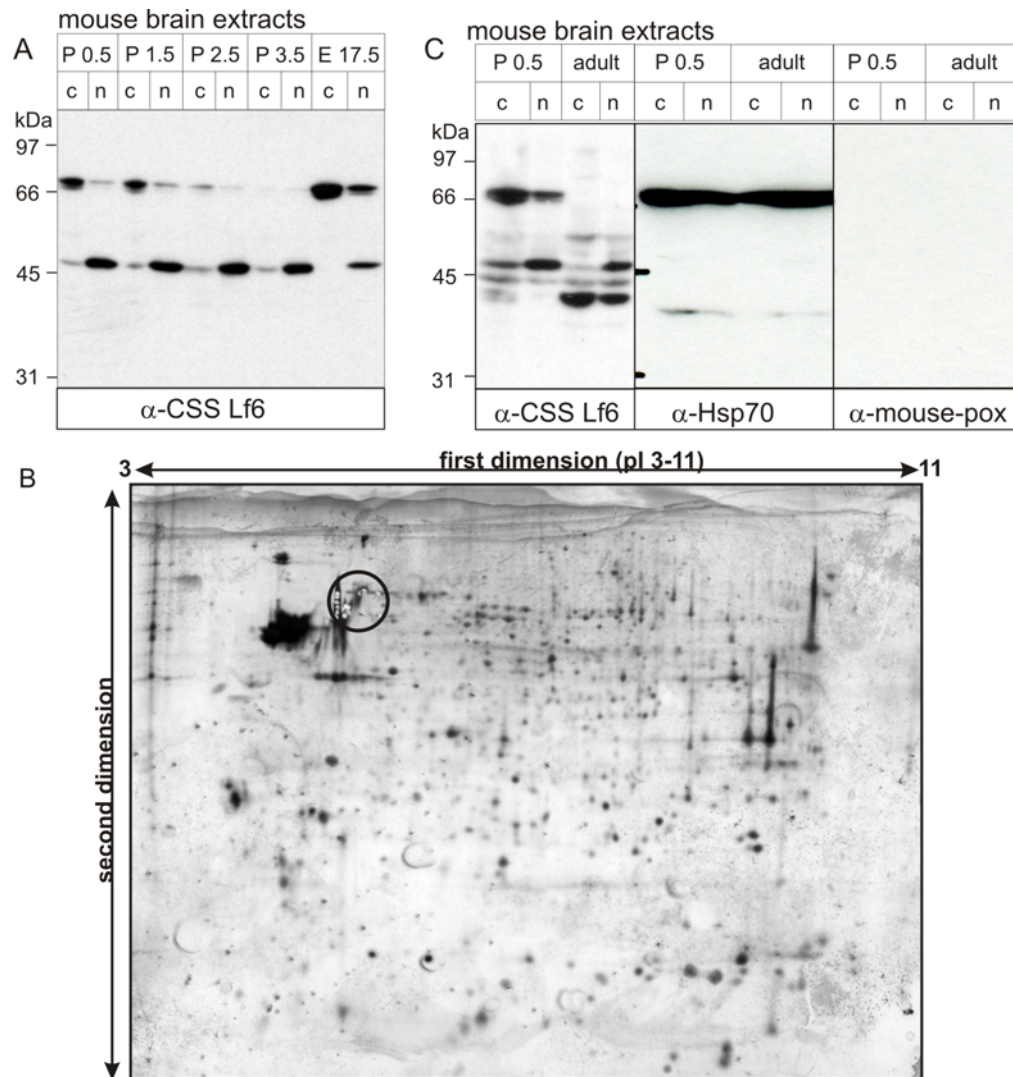 mouse brain extracts
A
P 0.5 P 1.5 P 2.5 P 3.5 E 17.5
c n c n c n c n c n
kDa
97
66
45
31
α-CSS Lf6
C
mouse brain extracts
P 0.5 adult P 0.5 adult P 0.5 adult
c n c n c n c n c n c n
kDa
97
66
45
31
α-CSS Lf6 α-Hsp70 α-mouse-pox
B
3 first dimension (pI 3-11) 11
second dimension